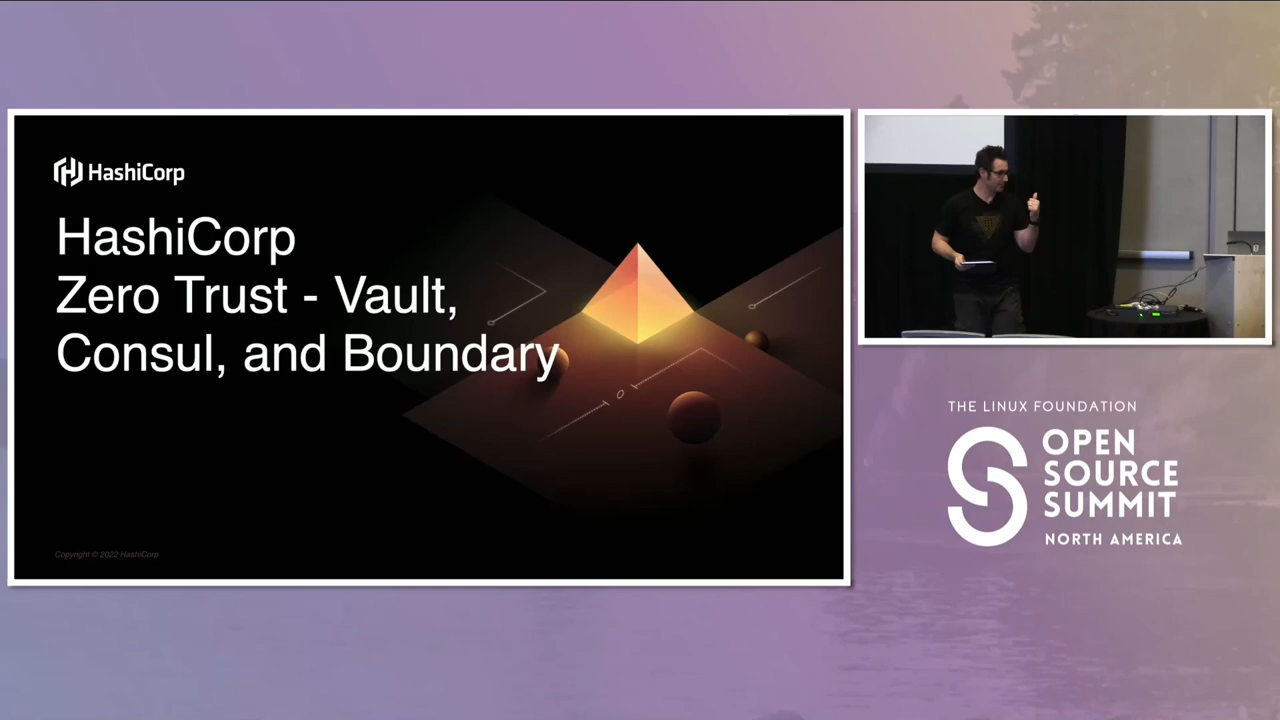 HashiCorp
HashiCorp
Zero Trust - Vault,
Consul, and Boundary
Copyright © 2022 HashiCorp
THE LINUX FOUNDATION
OPEN
SOURCE
SUMMIT
NORTH AMERICA